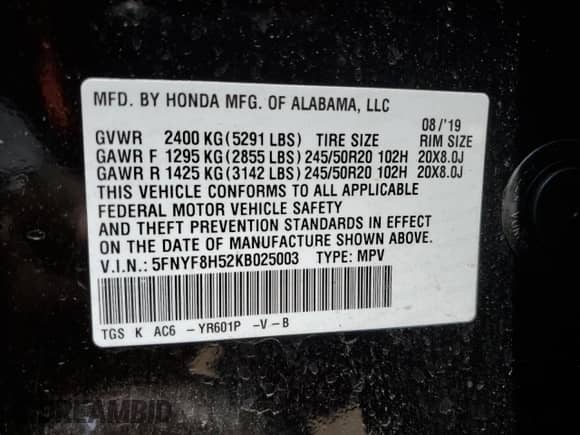 MFD. BY HONDA MFG. OF ALABAMA, LLC
08/'19
GVWR 2400 KG(5291 LBS) TIRE SIZE RIM SIZE
GAWR F 1295 KG(2855 LBS) 245/50R20 102H 20X8.0J
GAWR R 1425 KG(3142 LBS) 245/50R20 102H 20X8.0J
THIS VEHICLE CONFORMS TO ALL APPLICABLE
FEDERAL MOTOR VEHICLE SAFETY
AND THEFT PREVENTION STANDARDS IN EFFECT
ON THE DATE OF MANUFACTURE SHOWN ABOVE.
V.I.N.: 5FNYF8H52KB025003 TYPE: MPV
TGS K AC6 -YR601P -V-B
DREAMBID